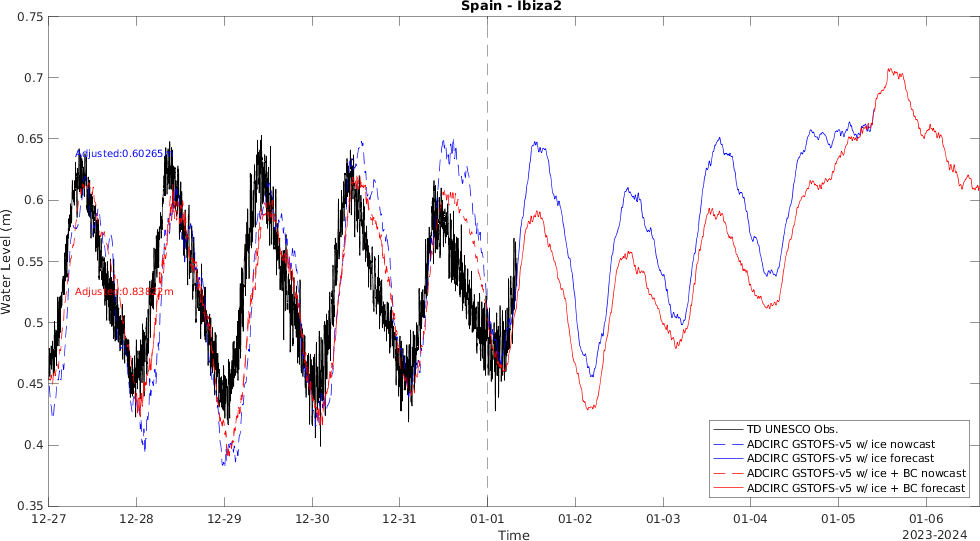 Spain - Ibiza2
0.75
0.7
0.65
0.6
0.55
0.5
0.45
0.4
0.35
Water Level (m)
Adjusted:0.60265
TD UNESCO Obs.
ADCIRC GSTOFS-v5 w/ ice nowcast
ADCIRC GSTOFS-v5 w/ ice forecast
ADCIRC GSTOFS-v5 w/ ice + BC nowcast
ADCIRC GSTOFS-v5 w/ ice + BC forecast
12-27 12-28 12-29 12-30 12-31 01-01 01-02 01-03 01-04 01-05 01-06
Time
2023-2024